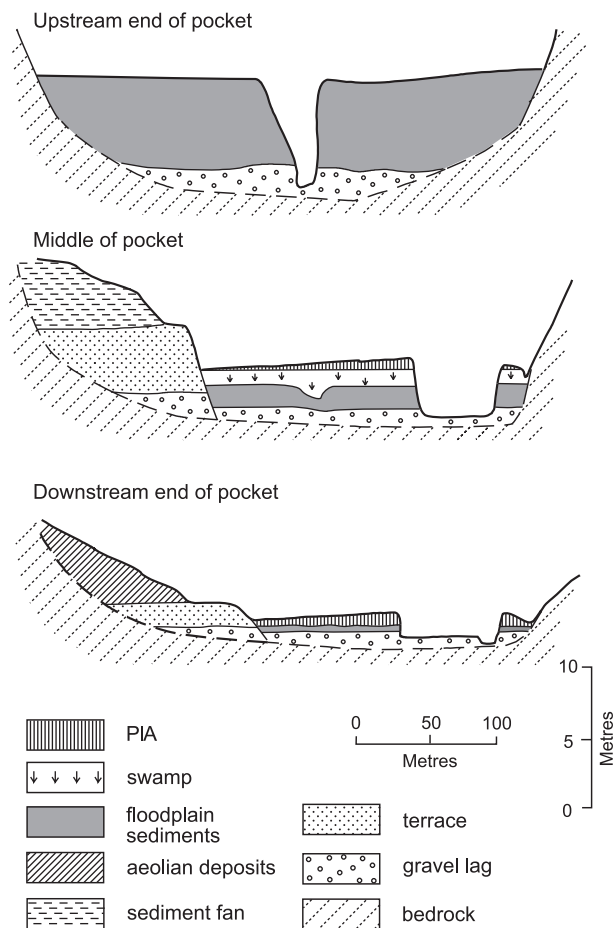 Upstream end of pocket
Middle of pocket
Downstream end of pocket
10
5
0
Metres
0 50 100
Metres
PIA
swamp
floodplain
sediments
aeolian deposits
sediment fan
terrace
gravel lag
bedrock